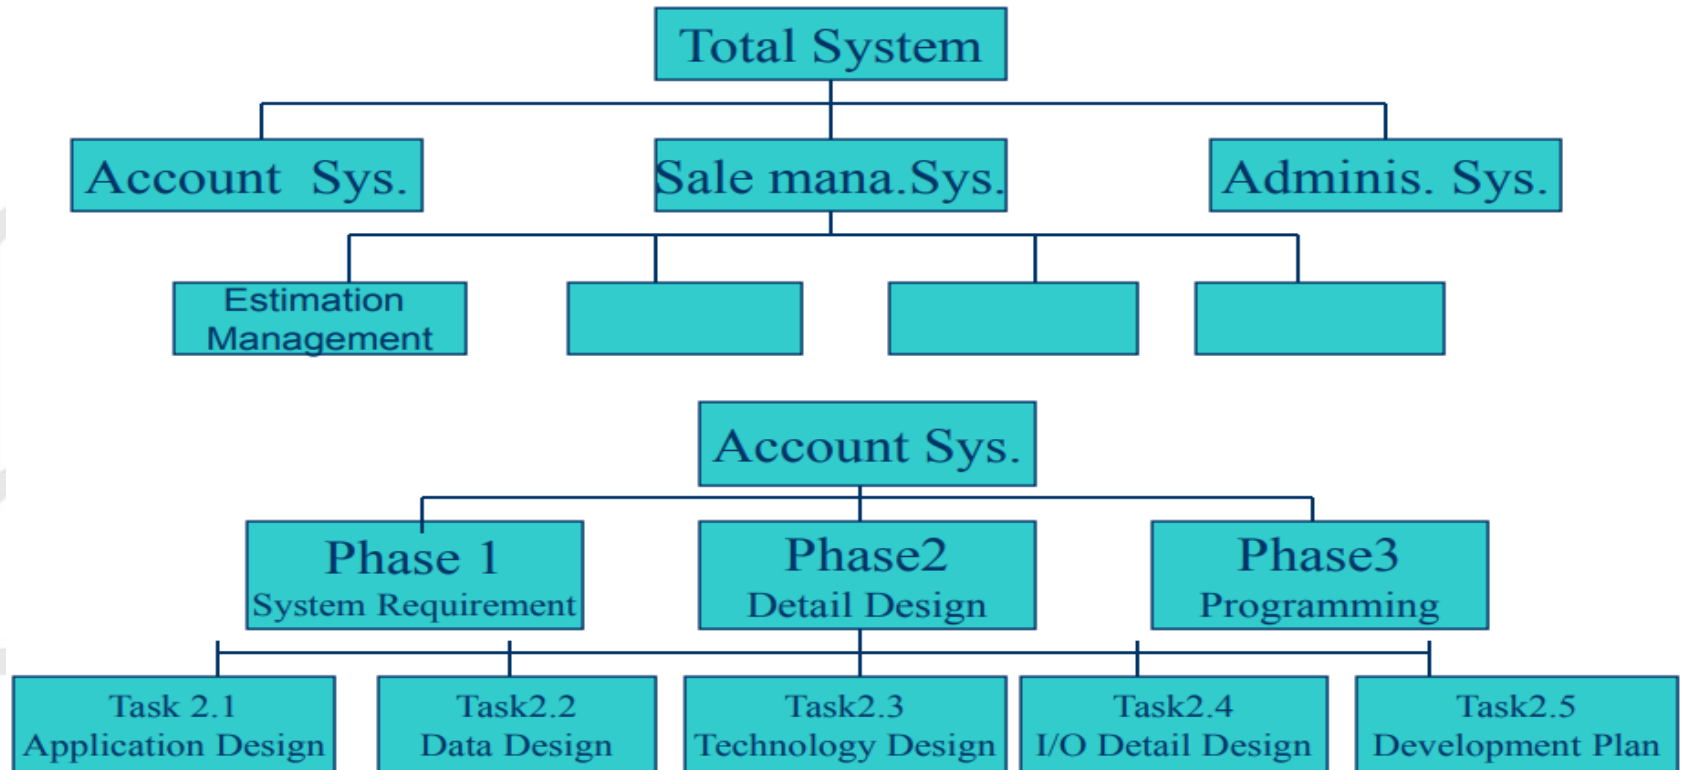 Total System
Account Sys.
Sale mana.Sys.
Adminis. Sys.
Estimation
Management
Account Sys.
Phase 1
System Requirement
Phase2
Detail Design
Phase3
Programming
Task 2.1
Application Design
Task2.2
Data Design
Task2.3
Technology Design
Task2.4
I/O Detail Design
Task2.5
Development Plan